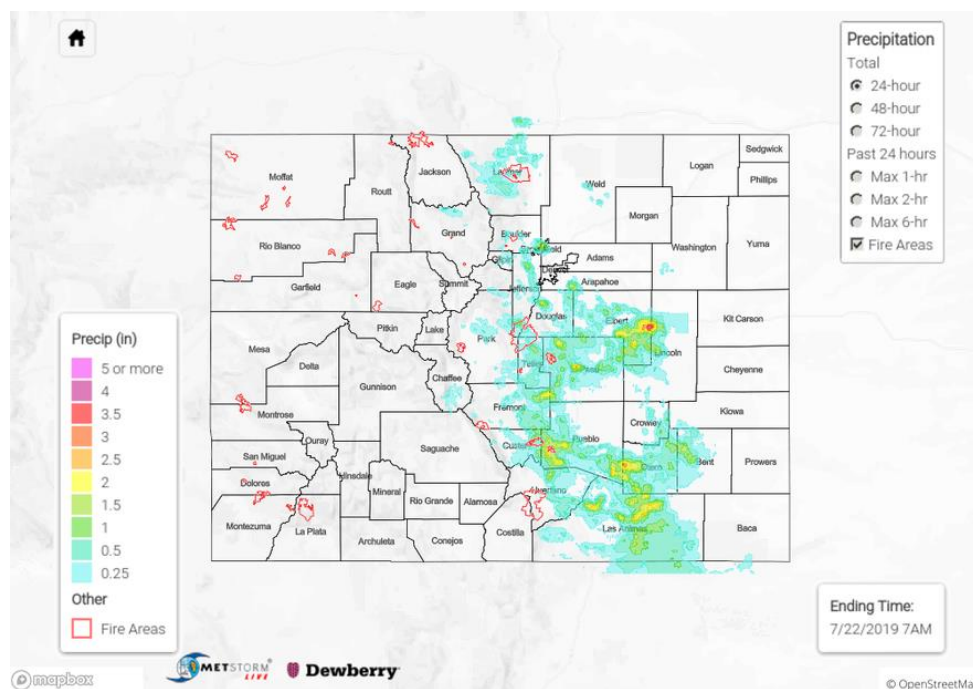 Precipitation
Total
24-hour
48-hour
72-hour
Past 24 hours
Max 1-hr
Max 2-hr
Max 6-hr
Fire Areas
Sedgwick
Logan
Phillips
Jackson
Larimer
Moffat
Routt
Weld
Morgan
Grand
Boulder
Washington
Yuma
Rio Blanco
Adams
Denver
Eagle
Summit
Garfield
Jefferson
Arapahoe
Douglas
Elbert
Kit Carson
Pitkin
Lake
Park
Mesa
Lincoln
Teller
Cheyenne
Delta
Chaffee
Gunnison
Fremont
Kiowa
Montrose
Crowley
Ouray
Saguache
Custer
Pueblo
San Miguel
Bent
Prowers
Hinsdale
Dolores
Mineral
Rio Grande
Alamosa
Huerfano
Montezuma
La Plata
Costilla
Las Animas
Baca
Archuleta
Conejos
Precip (in)
5 or more
4
3.5
3
2.5
2
1.5
1
0.5
0.25
Other
Fire Areas
Ending Time:
7/22/2019 7AM
METSTORM
LIVE
Dewberry
mapbox
© OpenStreetMa